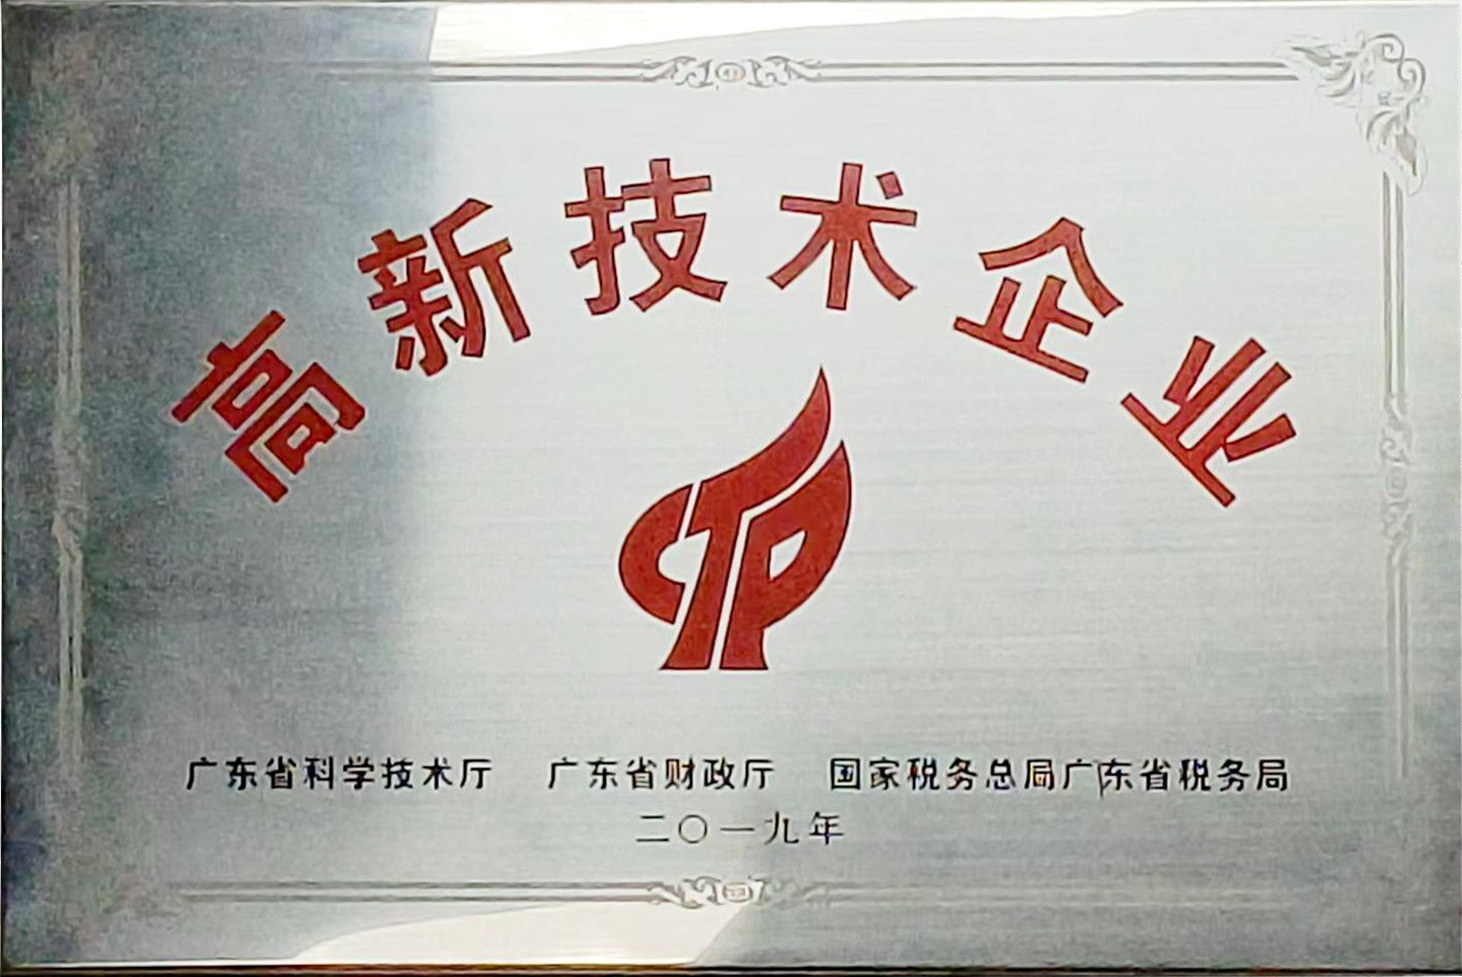 高新技术企业
广东省科学技术厅 广东省财政厅 国家税务总局广东省税务局
二〇一九年